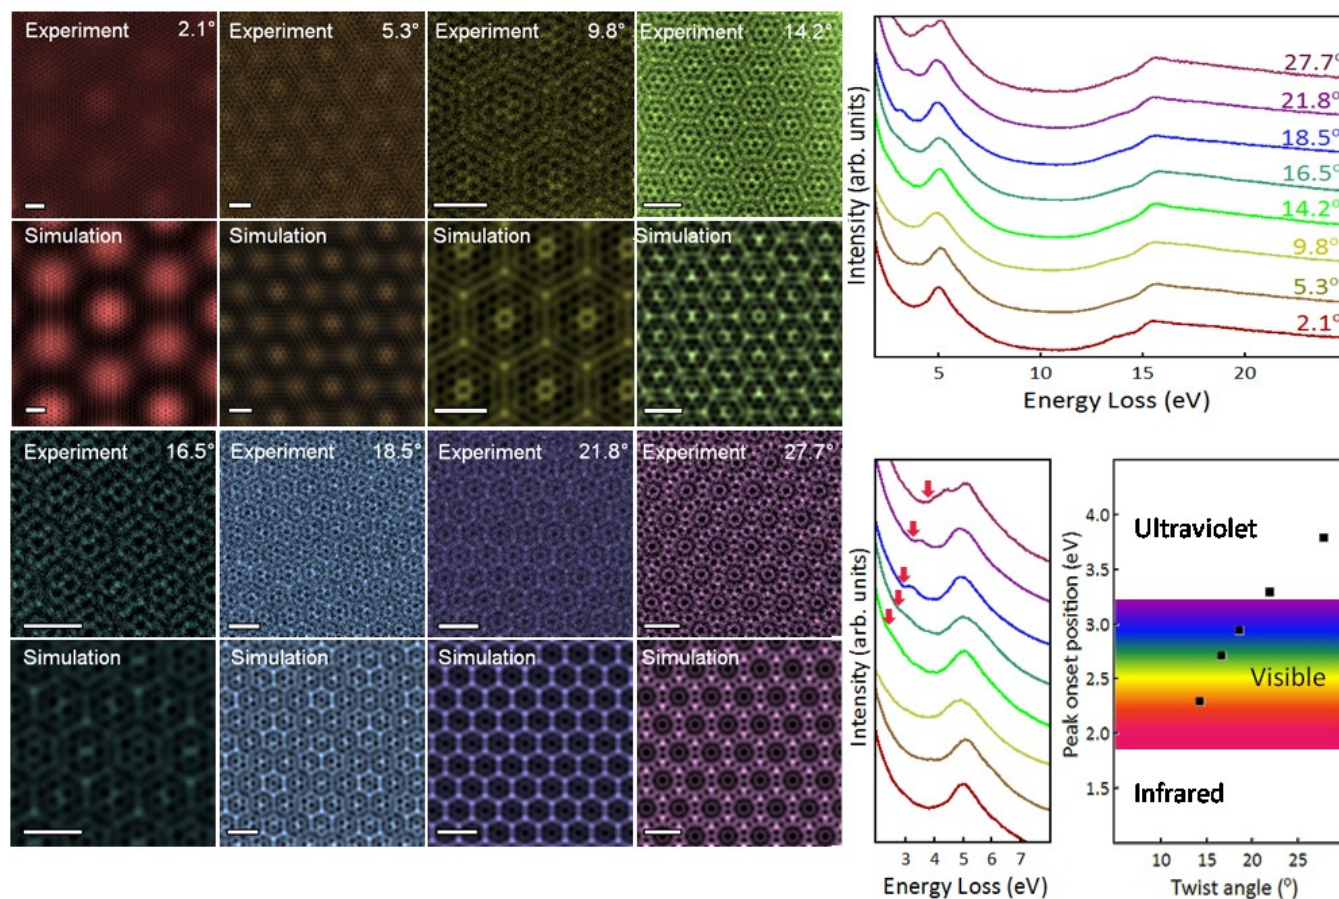 Experiment 2.1°
Experiment 5.3°
Experiment 9.8°
Experiment 14.2°
Simulation
Simulation
Simulation
Simulation
Experiment 16.5°
Experiment 18.5°
Experiment 21.8°
Experiment 27.7°
Simulation
Simulation
Simulation
Simulation
Intensity (arb. units)
27.7°
21.8°
18.5°
16.5°
14.2°
9.8°
5.3°
2.1°
5 10 15 20
Energy Loss (eV)
Intensity (arb. units)
3 4 5 6 7
Energy Loss (eV)
Peak onset position (eV)
4.0
3.5
3.0
2.5
2.0
1.5
Ultraviolet
Visible
Infrared
10 15 20 25
Twist angle (°)